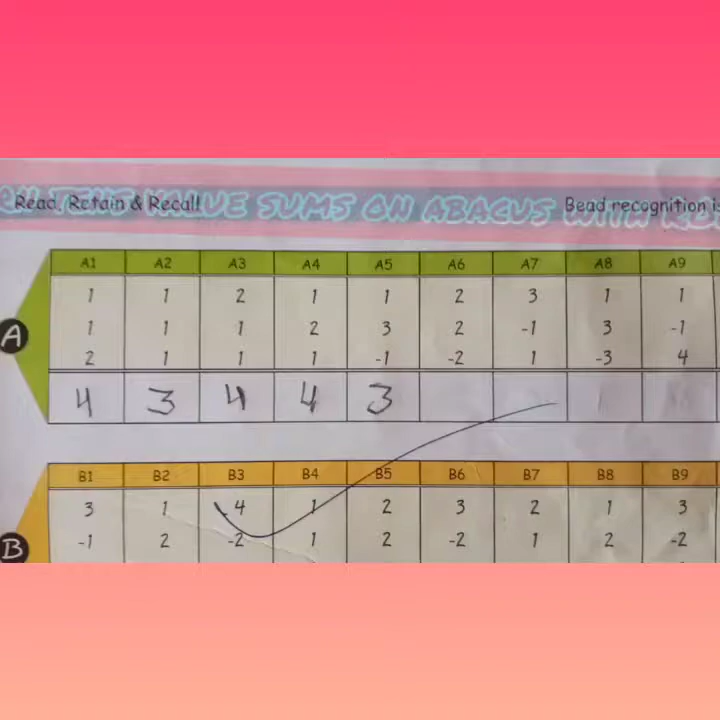 Read, Retain & Recall
VALUE SUMS ON ABACUS WITH
Bead recognition is
A1 A2 A3 A4 A5 A6 A7 A8 A9
1 1 2 1 1 2 3 1 1
1 1 1 2 3 2 -1 3 -1
2 1 1 1 -1 -2 1 -3 4
A
4 3 4 4 3
B1 B2 B3 B4 B5 B6 B7 B8 B9
3 1 4 1 2 3 2 1 3
-1 2 -2 1 2 -2 1 2 -2
B